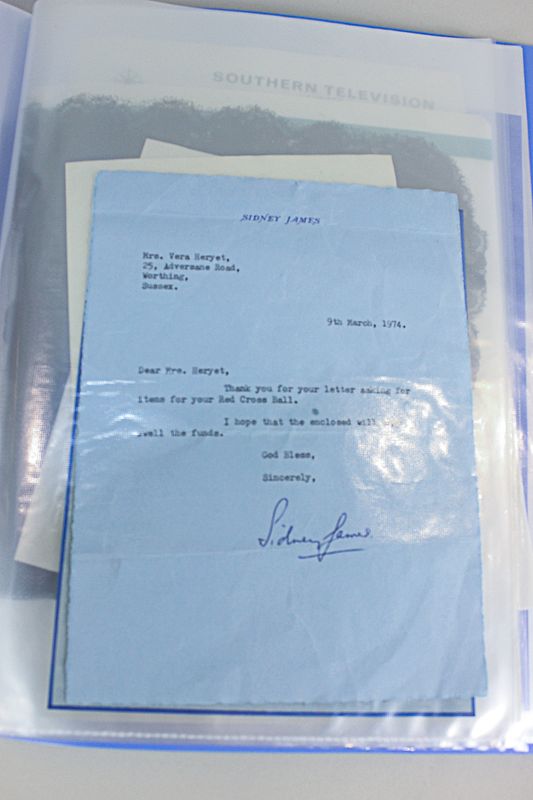 SOUTHERN TELEVISION
SIDNEY JAMES
Mrs. Vera Heryet,
25, Adversane Road,
Worthing,
Sussex.
9th March, 1974.
Dear Mrs. Heryet,
Thank you for your letter asking for
items for your Red Cross Ball.
I hope that the enclosed will
swell the funds.
God Bless,
Sincerely,
Sidney James